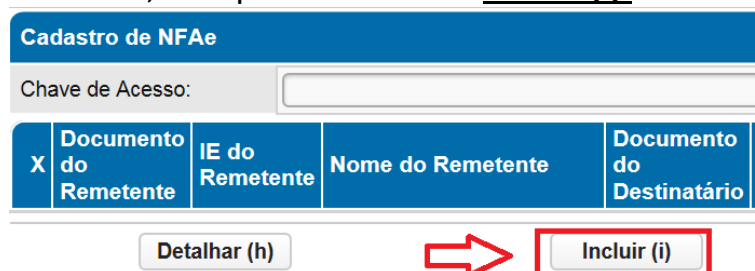 Cadastro de NFAe
Chave de Acesso:
X Documento do Remetente IE do Remetente Nome do Remetente Documento do Destinatário
Detalhar (h) Incluir (i)